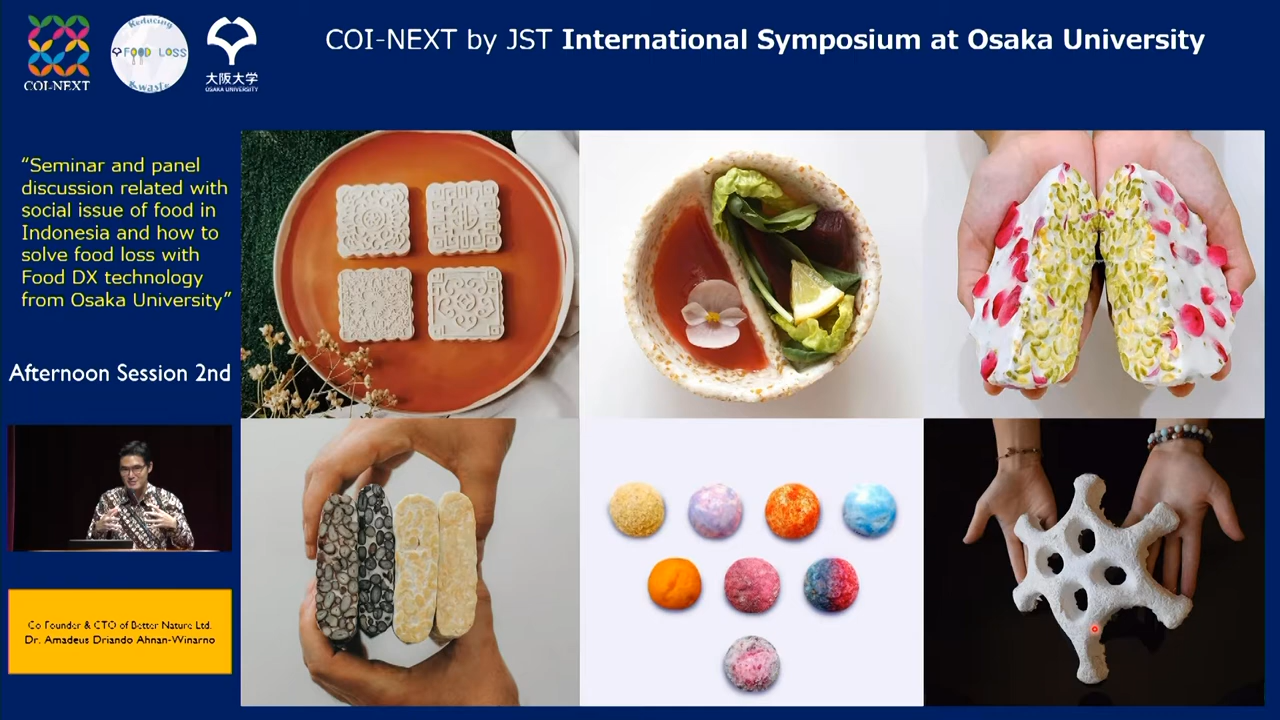 COI-NEXT by JST International Symposium at Osaka University
COI-NEXT
Reducing
FOOD LOSS
&waste
大阪大学
OSAKA UNIVERSITY
“Seminar and panel
discussion related with
social issue of food in
Indonesia and how to
solve food loss with
Food DX technology
from Osaka University”
Afternoon Session 2nd
Co Founder & CTO of Better Nature Ltd.
Dr. Amadeus Driando Ahnan-Winarno